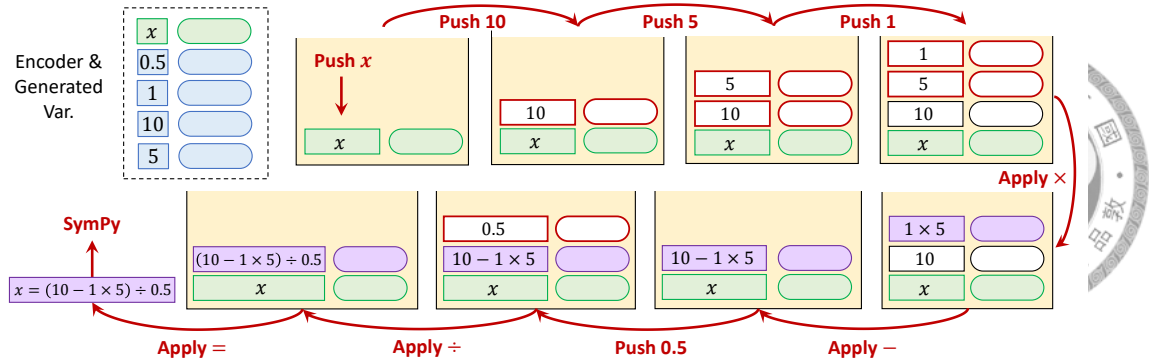 Encoder &
Generated
Var.
x
0.5
1
10
5
Push x
x
Push 10
10
x
Push 5
5
10
x
Push 1
1
5
10
x
Apply ×
1 × 5
10
x
Apply −
10 − 1 × 5
x
Push 0.5
0.5
10 − 1 × 5
x
Apply ÷
(10 − 1 × 5) ÷ 0.5
x
Apply =
x = (10 − 1 × 5) ÷ 0.5
SymPy
品 敦